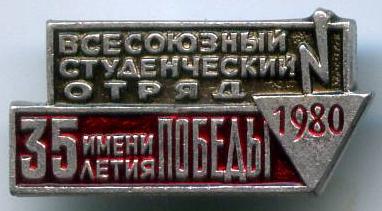 ВСЕСОЮЗНЫЙ
СТУДЕНЧЕСКИЙ
ОТРЯД
35 ИМЕНИ
ЛЕТИЯ ПОБЕДЫ
1980